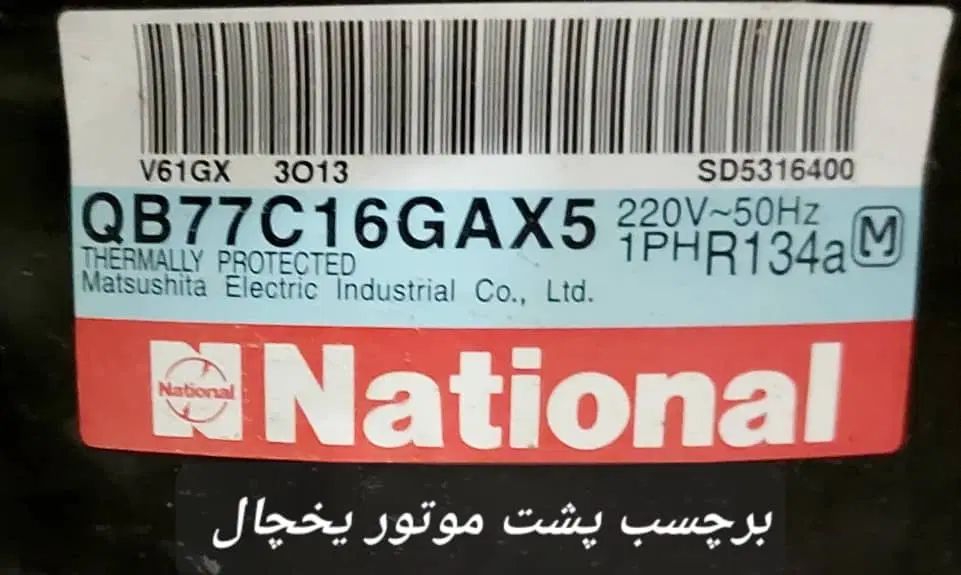 V61GX 3O13 SD5316400
QB77C16GAX5 220V~50Hz
1PH R134a M
THERMALLY PROTECTED
Matsushita Electric Industrial Co., Ltd.
National National
برچسب پشت موتور یخچال